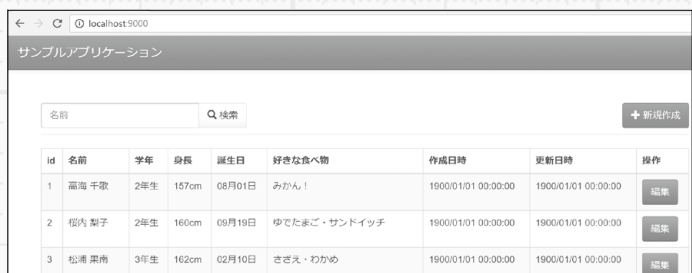 localhost:9000
サンプルアプリケーション
名前 検索 新規作成
id 名前 学年 身長 誕生日 好きな食べ物 作成日時 更新日時 操作
1 高海 千歌 2年生 157cm 08月01日 みかん！ 1900/01/01 00:00:00 1900/01/01 00:00:00 編集
2 桜内 梨子 2年生 160cm 09月19日 ゆでたまご・サンドイッチ 1900/01/01 00:00:00 1900/01/01 00:00:00 編集
3 松浦 果南 3年生 162cm 02月10日 さざえ・わかめ 1900/01/01 00:00:00 1900/01/01 00:00:00 編集